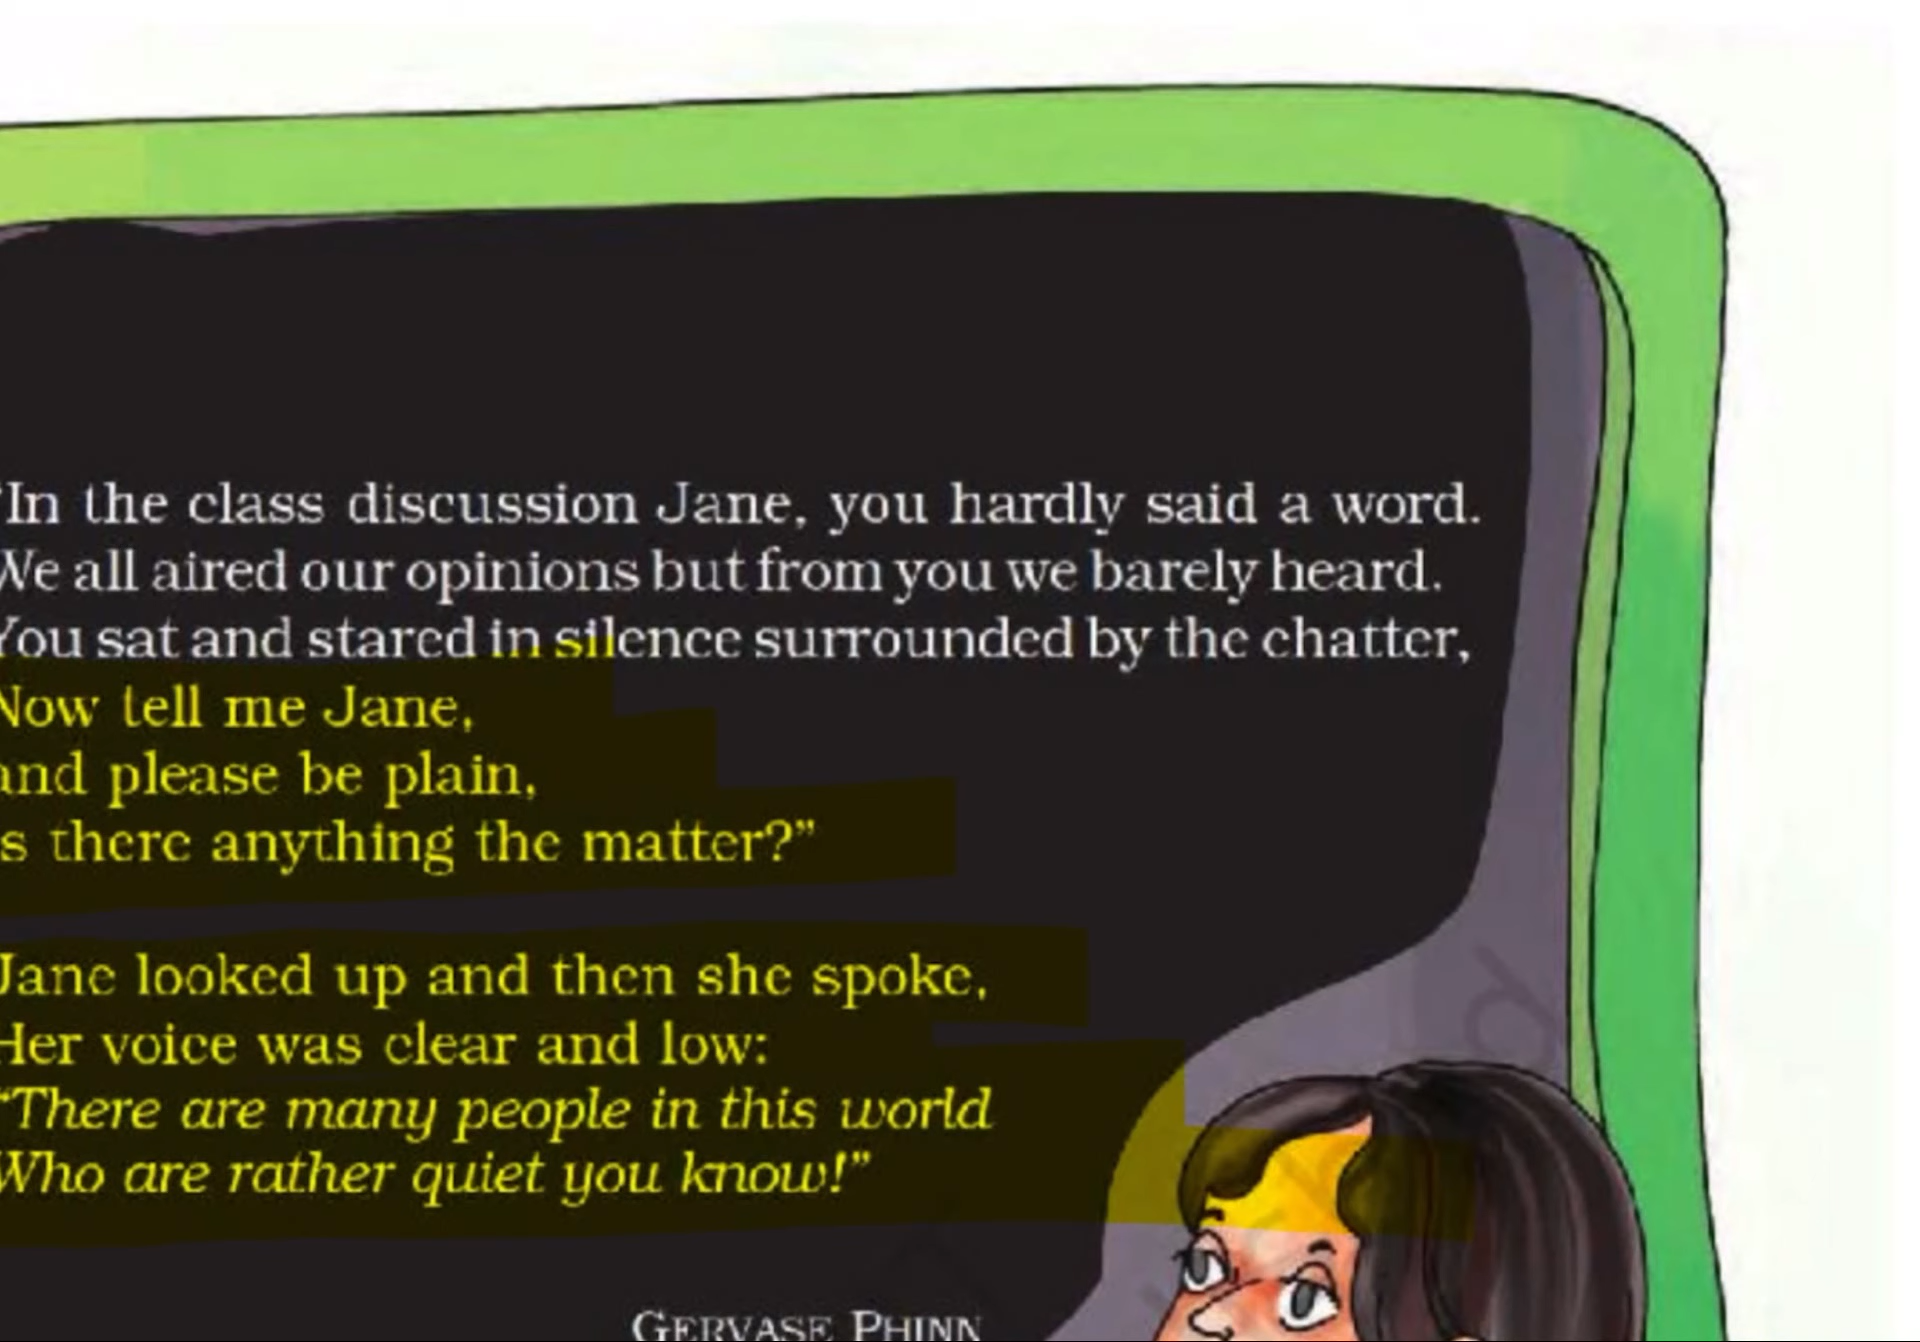 “In the class discussion Jane, you hardly said a word.
We all aired our opinions but from you we barely heard.
You sat and stared in silence surrounded by the chatter,
Now tell me Jane,
and please be plain,
is there anything the matter?”
Jane looked up and then she spoke,
Her voice was clear and low:
“There are many people in this world
Who are rather quiet you know!”
GERVASE PHINN